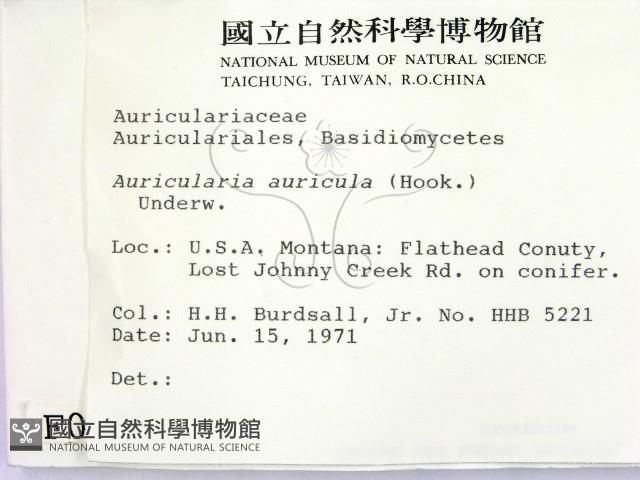 國立自然科學博物館
NATIONAL MUSEUM OF NATURAL SCIENCE
TAICHUNG, TAIWAN, R.O.CHINA
Auriculariaceae
Auriculariales, Basidiomycetes
Auricularia auricula (Hook.)
Underw.
Loc.: U.S.A. Montana: Flathead Conuty,
Lost Johnny Creek Rd. on conifer.
Col.: H.H. Burdsall, Jr. No. HHB 5221
Date: Jun. 15, 1971
Det.:
國立自然科學博物館
NATIONAL MUSEUM OF NATURAL SCIENCE